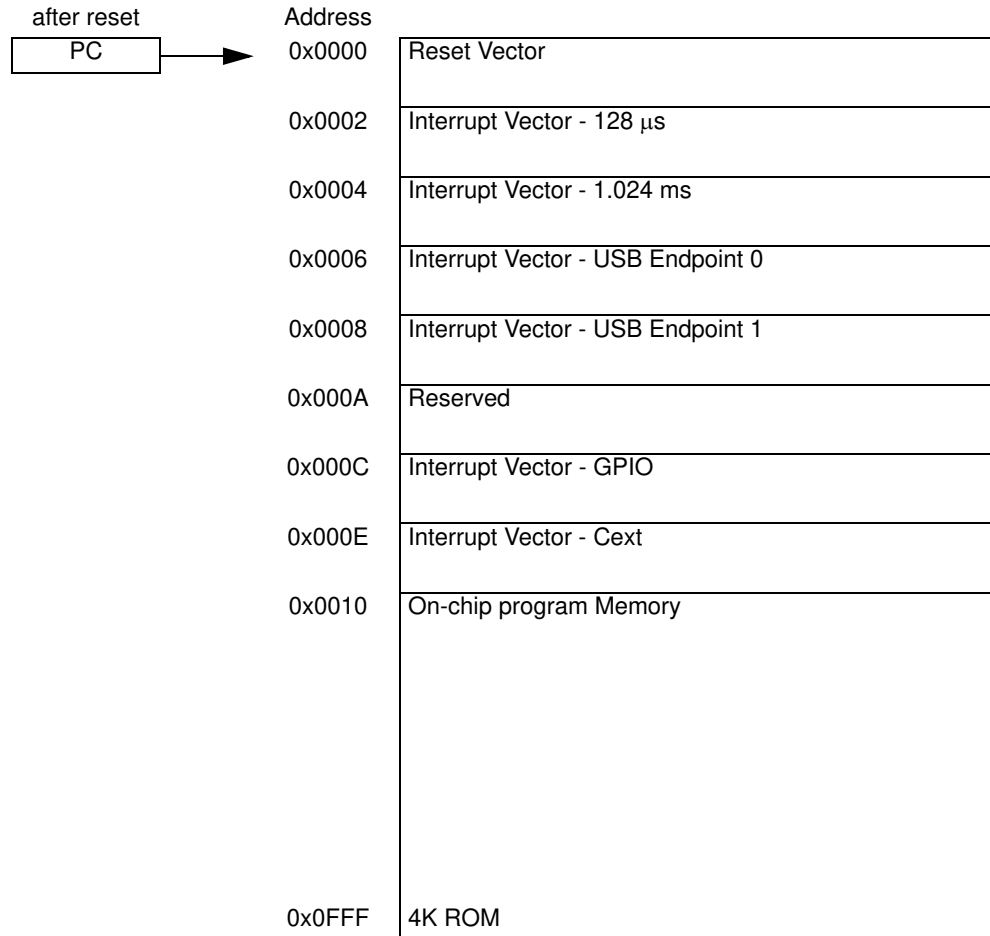 after reset Address
PC 0x0000 Reset Vector
0x0002 Interrupt Vector - 128 μs
0x0004 Interrupt Vector - 1.024 ms
0x0006 Interrupt Vector - USB Endpoint 0
0x0008 Interrupt Vector - USB Endpoint 1
0x000A Reserved
0x000C Interrupt Vector - GPIO
0x000E Interrupt Vector - Cext
0x0010 On-chip program Memory
0x0FFF 4K ROM